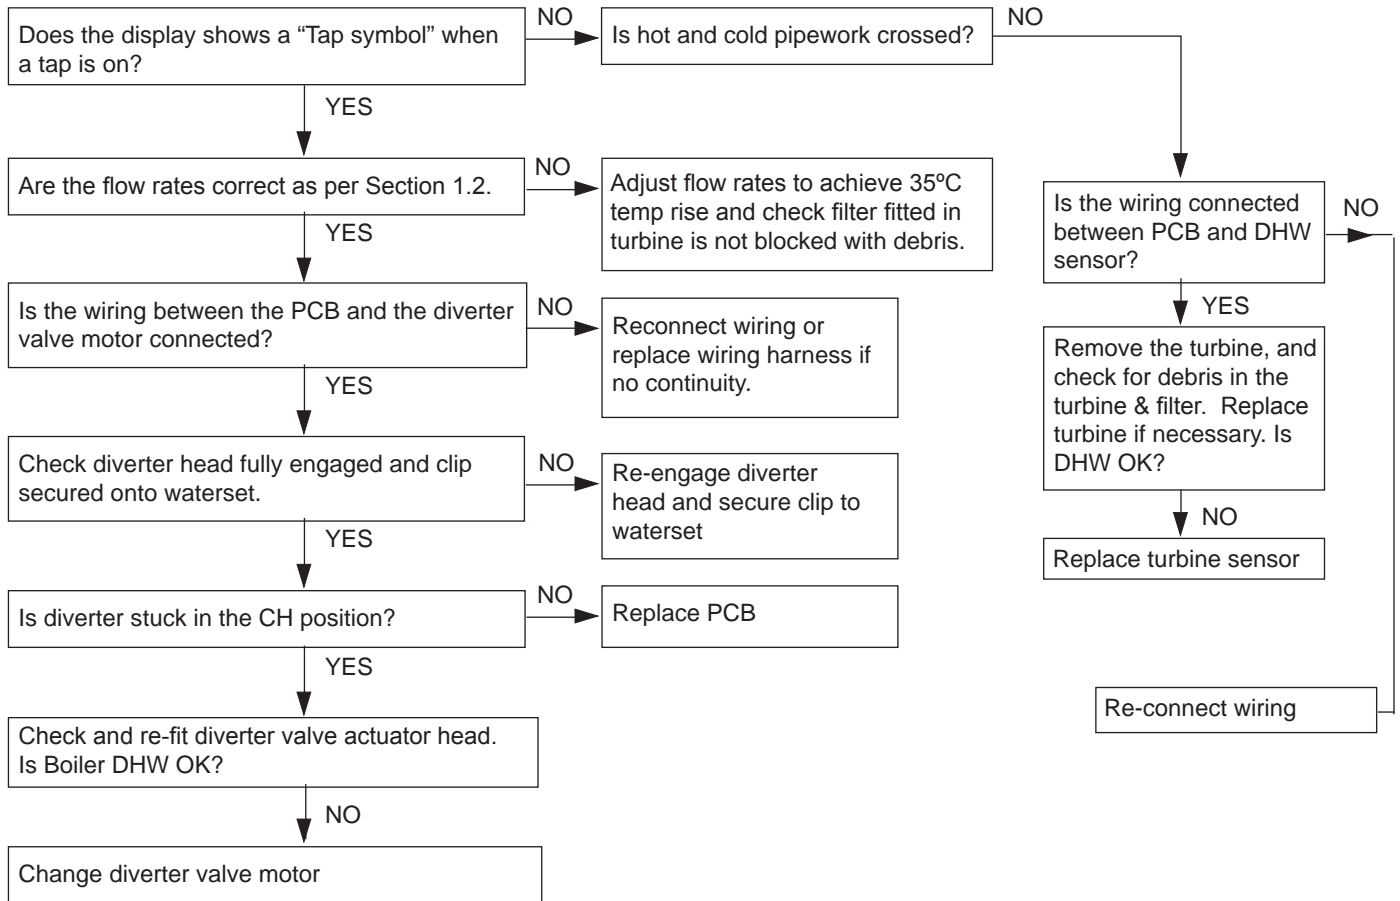 Does the display shows a “Tap symbol” when
a tap is on?
NO
Is hot and cold pipework crossed?
NO
YES
Are the flow rates correct as per Section 1.2.
NO
Adjust flow rates to achieve 35ºC
temp rise and check filter fitted in
turbine is not blocked with debris.
Is the wiring connected
between PCB and DHW
sensor?
NO
YES
Is the wiring between the PCB and the diverter
valve motor connected?
NO
Reconnect wiring or
replace wiring harness if
no continuity.
YES
Remove the turbine, and
check for debris in the
turbine & filter.  Replace
turbine if necessary. Is
DHW OK?
YES
Check diverter head fully engaged and clip
secured onto waterset.
NO
Re-engage diverter
head and secure clip to
waterset
NO
Replace turbine sensor
YES
Is diverter stuck in the CH position?
NO
Replace PCB
YES
Re-connect wiring
Check and re-fit diverter valve actuator head.
Is Boiler DHW OK?
NO
Change diverter valve motor